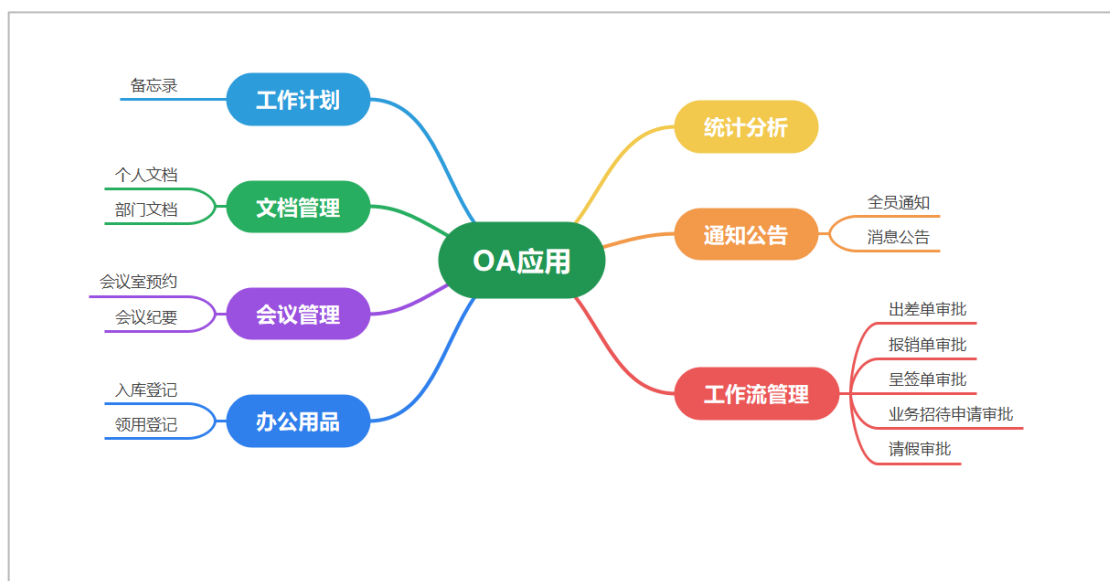 OA应用
工作计划
备忘录
文档管理
个人文档
部门文档
会议管理
会议室预约
会议纪要
办公用品
入库登记
领用登记
统计分析
通知公告
全员通知
消息公告
工作流管理
出差单审批
报销单审批
呈签单审批
业务招待申请审批
请假审批